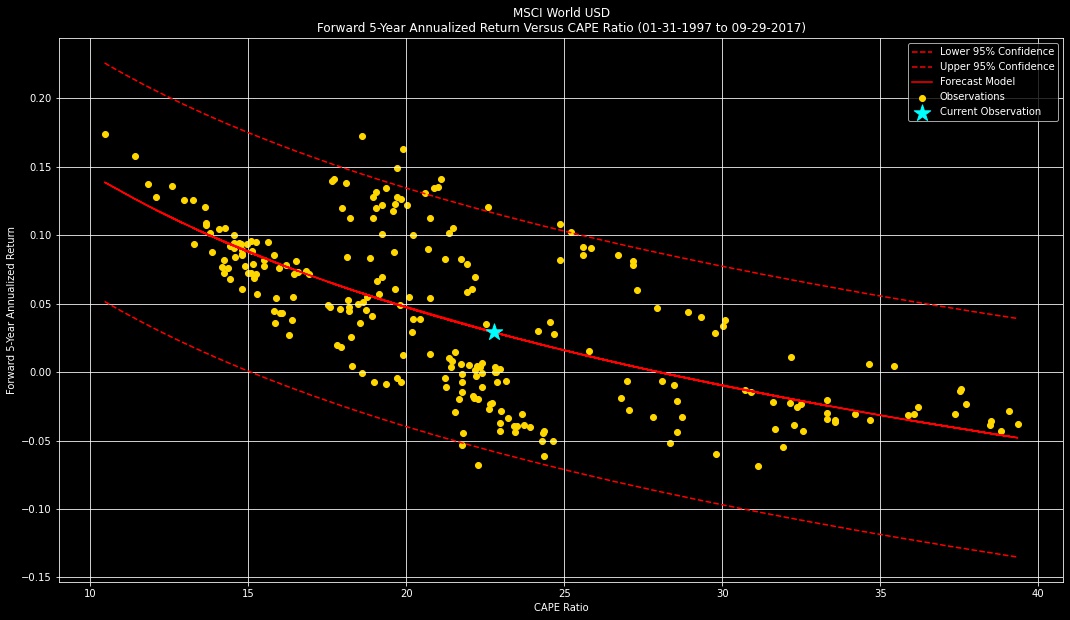 MSCI World USD
Forward 5-Year Annualized Return Versus CAPE Ratio (01-31-1997 to 09-29-2017)
Lower 95% Confidence
Upper 95% Confidence
Forecast Model
Observations
Current Observation
Forward 5-Year Annualized Return
0.20
0.15
0.10
0.05
0.00
−0.05
−0.10
−0.15
10
15
20
25
30
35
40
CAPE Ratio